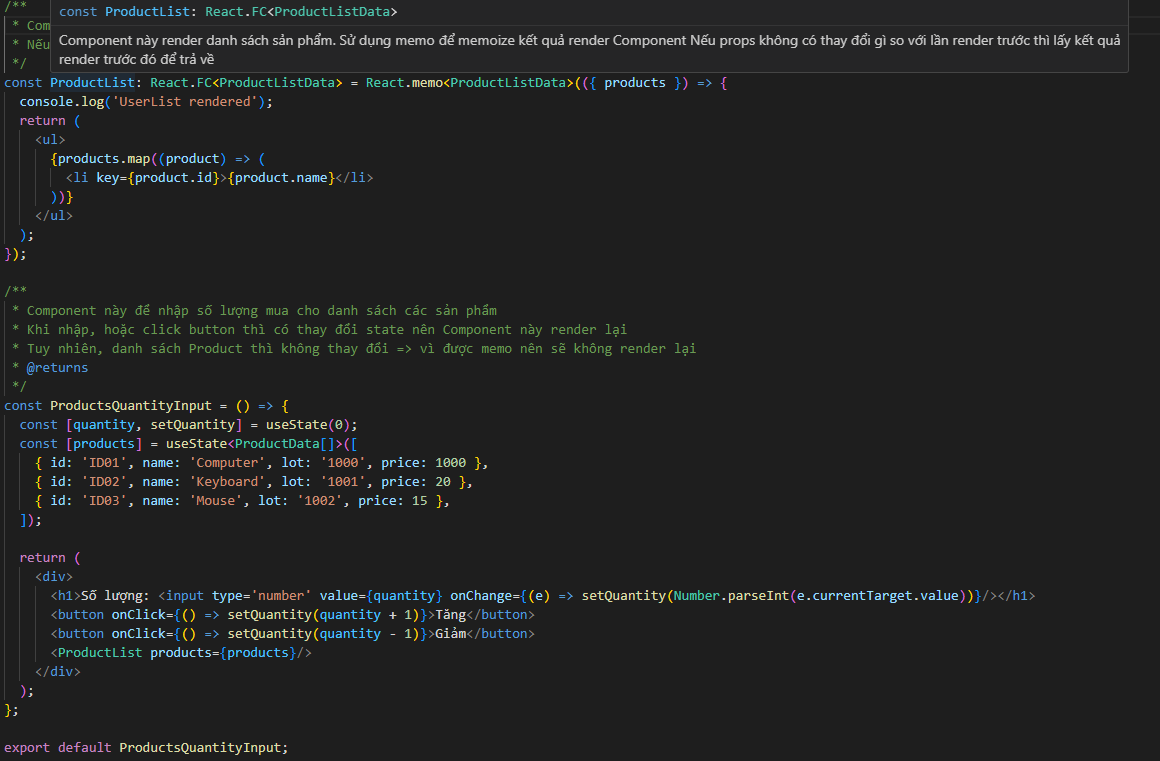 /**
const ProductList: React.FC<ProductListData>
 * Com
Component này render danh sách sản phẩm. Sử dụng memo để memoize kết quả render Component Nếu props không có thay đổi gì so với lần render trước thì lấy kết quả
render trước đó để trả về
 * Nếu
 */
const ProductList: React.FC<ProductListData> = React.memo<ProductListData>(({ products }) => {
  console.log('UserList rendered');
  return (
    <ul>
      {products.map((product) => (
        <li key={product.id}>{product.name}</li>
      ))}
    </ul>
  );
});

/**
 * Component này để nhập số lượng mua cho danh sách các sản phẩm
 * Khi nhập, hoặc click button thì có thay đổi state nên Component này render lại
 * Tuy nhiên, danh sách Product thì không thay đổi => vì được memo nên sẽ không render lại
 * @returns
 */
const ProductsQuantityInput = () => {
  const [quantity, setQuantity] = useState(0);
  const [products] = useState<ProductData[]>([
    { id: 'ID01', name: 'Computer', lot: '1000', price: 1000 },
    { id: 'ID02', name: 'Keyboard', lot: '1001', price: 20 },
    { id: 'ID03', name: 'Mouse', lot: '1002', price: 15 },
  ]);

  return (
    <div>
      <h1>Số lượng: <input type='number' value={quantity} onChange={(e) => setQuantity(Number.parseInt(e.currentTarget.value))}/></h1>
      <button onClick={() => setQuantity(quantity + 1)}>Tăng</button>
      <button onClick={() => setQuantity(quantity - 1)}>Giảm</button>
      <ProductList products={products}/>
    </div>
  );
};

export default ProductsQuantityInput;